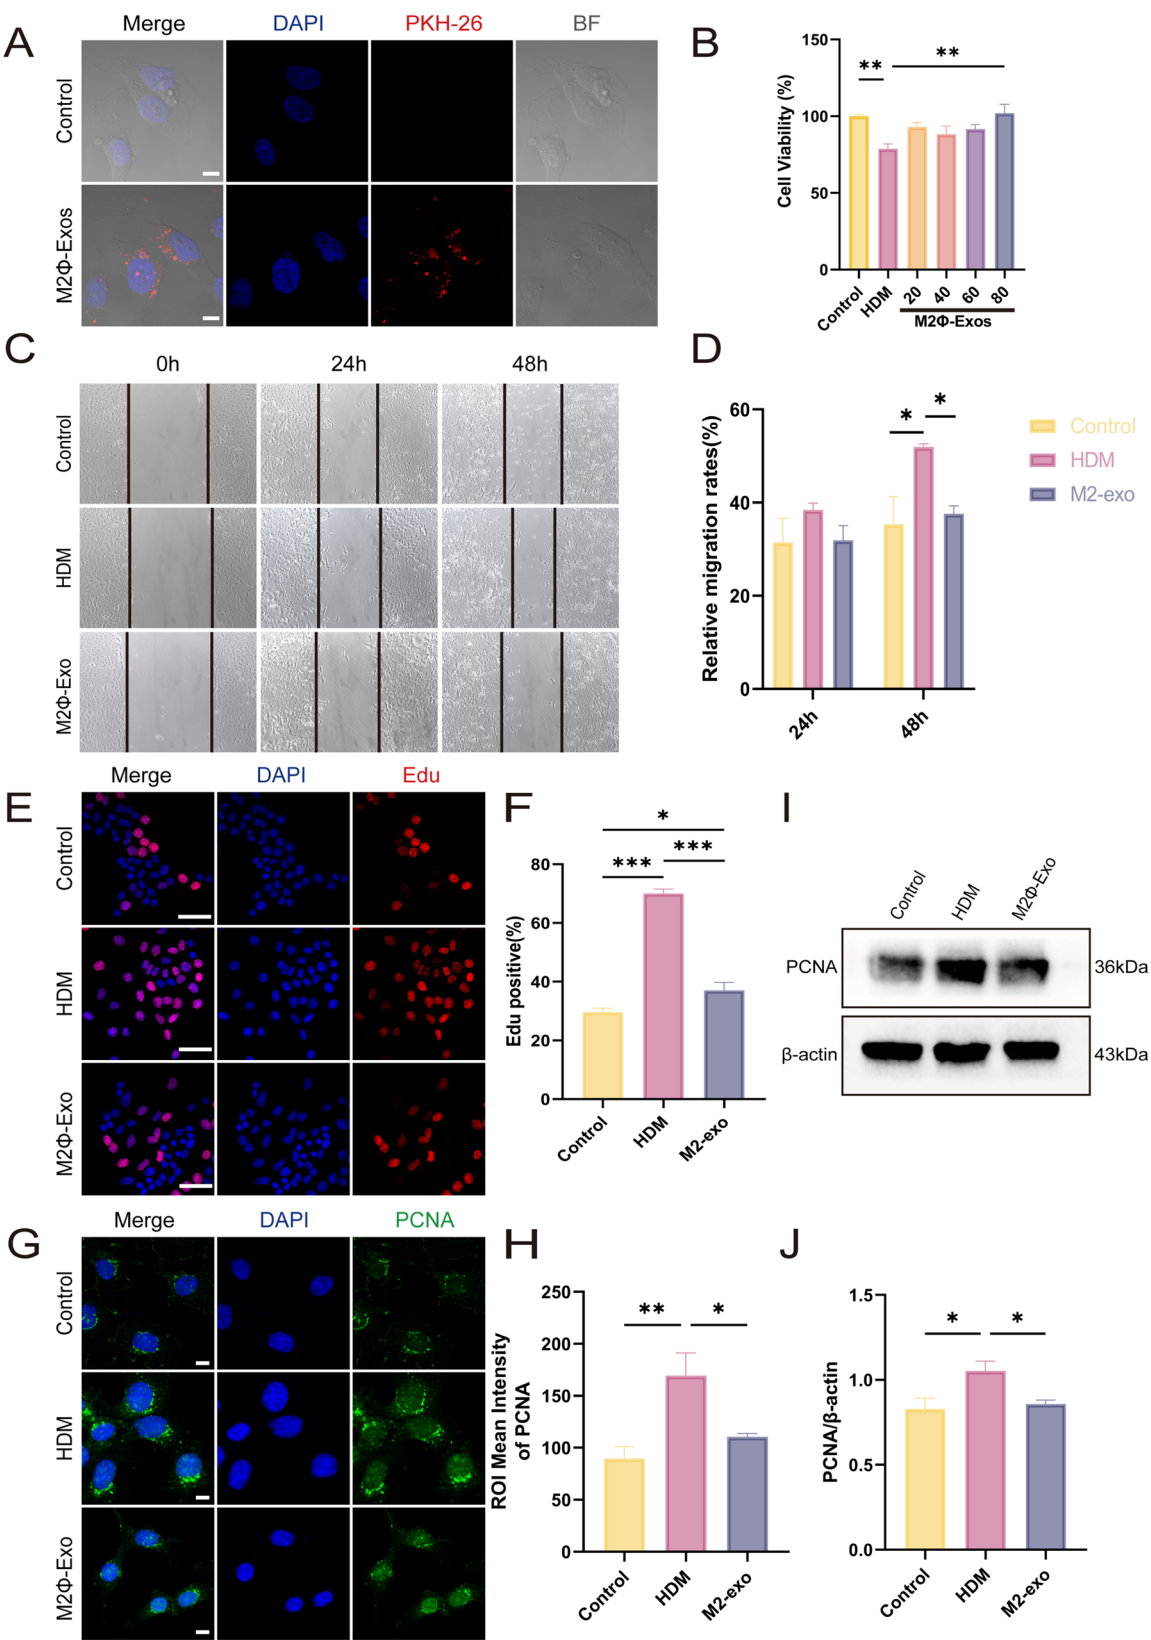 A
Merge DAPI PKH-26 BF
Control
M2Φ-Exos
B
Cell Viability (%)
150
100
50
0
** **
Control HDM 20 40 60 80
M2Φ-Exos
C
0h 24h 48h
Control
HDM
M2Φ-Exo
D
Relative migration rates(%)
60
40
20
0
* *
24h 48h
Control
HDM
M2-exo
E
Merge DAPI Edu
Control
HDM
M2Φ-Exo
F
Edu positive(%)
80
60
40
20
0
*
*** ***
Control HDM M2-exo
I
Control HDM M2Φ-Exo
PCNA 36kDa
β-actin 43kDa
G
Merge DAPI PCNA
Control
HDM
M2Φ-Exo
H
ROI Mean Intensity
of PCNA
250
200
150
100
50
0
** *
Control HDM M2-exo
J
PCNA/β-actin
1.5
1.0
0.5
0.0
* *
Control HDM M2-exo